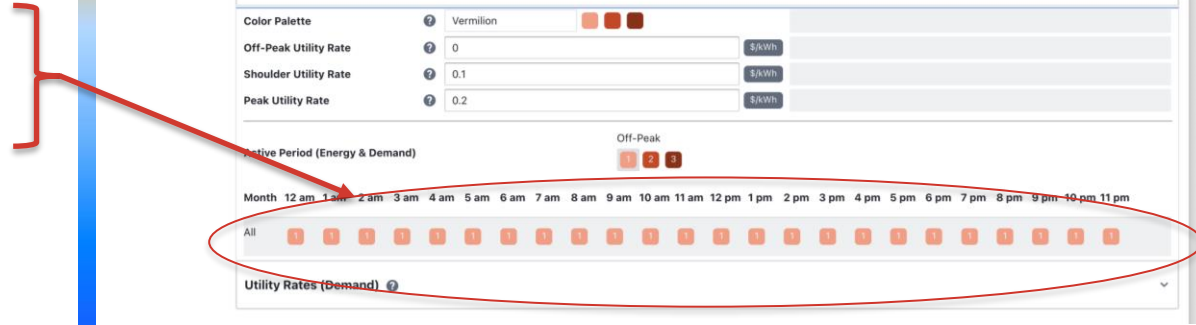 Color Palette Vermilion
Off-Peak Utility Rate 0 $/kWh
Shoulder Utility Rate 0.1 $/kWh
Peak Utility Rate 0.2 $/kWh
Off-Peak
Active Period (Energy & Demand) 1 2 3
Month 12 am 1 am 2 am 3 am 4 am 5 am 6 am 7 am 8 am 9 am 10 am 11 am 12 pm 1 pm 2 pm 3 pm 4 pm 5 pm 6 pm 7 pm 8 pm 9 pm 10 pm 11 pm
All 1 1 1 1 1 1 1 1 1 1 1 1 1 1 1 1 1 1 1 1 1 1 1 1
Utility Rates (Demand)